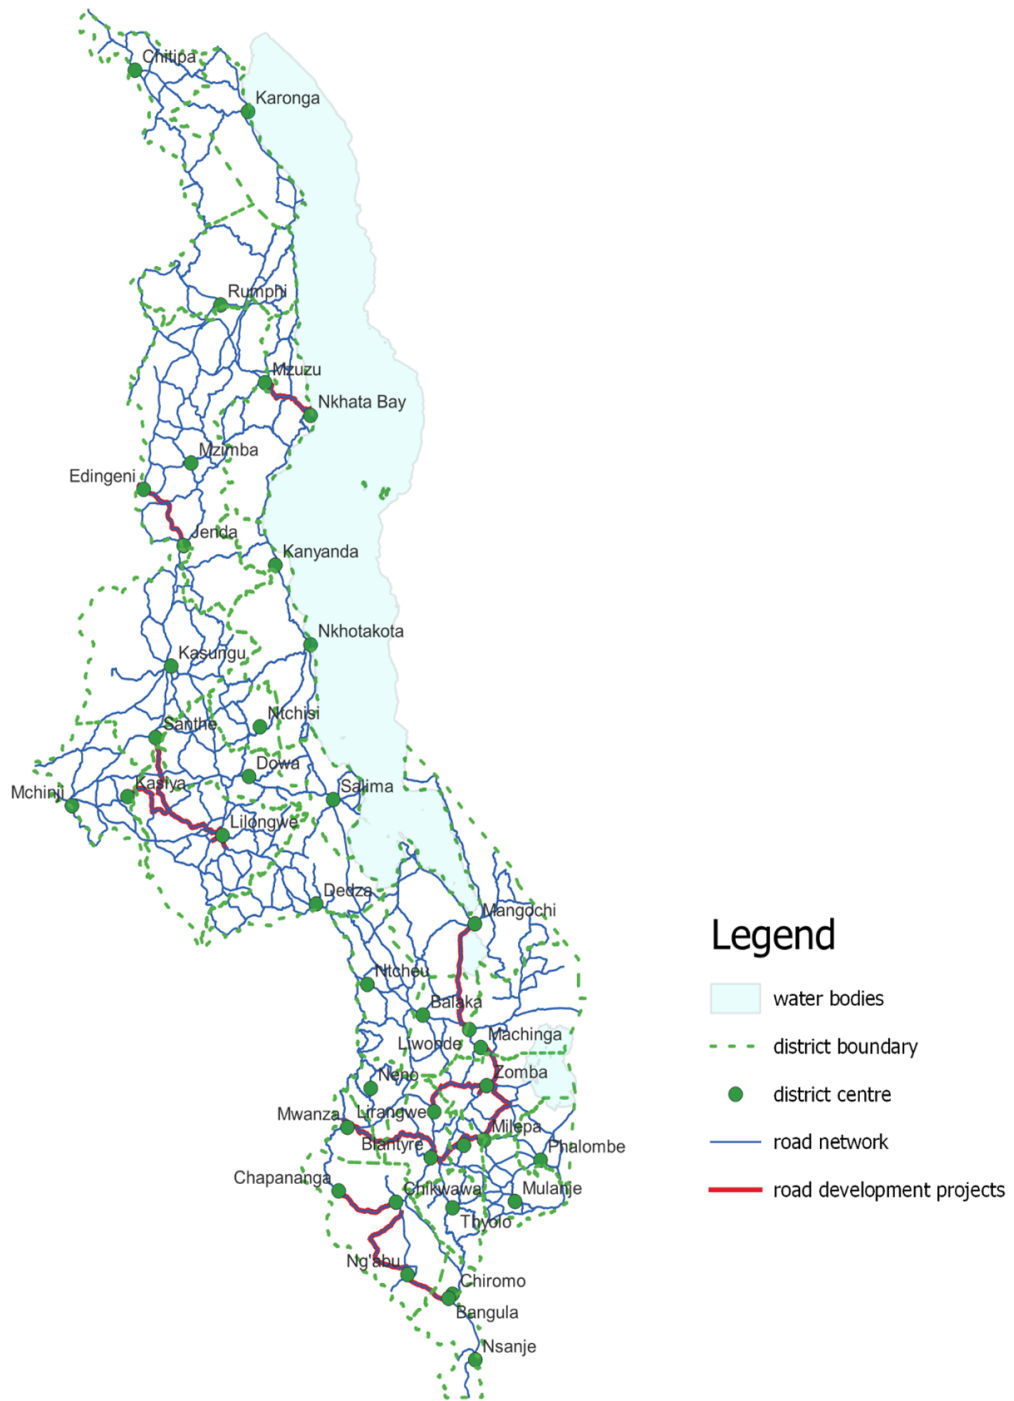 Chitipa
Karonga
Rumphi
Mzuzu
Nkhata Bay
Mzimba
Edingeni
Jenda
Kanyanda
Nkhotakota
Kasungu
Ntchisi
Santhe
Dowa
Kasiya
Salima
Mchinji
Lilongwe
Dedza
Mangochi
Legend
Ntcheu
water bodies
Balaka
Machinga
Liwonde
district boundary
Zomba
Neno
district centre
Mwanza
Lirangwe
Milepa
road network
Blantyre
Phalombe
Chapananga
Chikwawa
Mulanje
road development projects
Thyolo
Ng'abu
Chiromo
Bangula
Nsanje